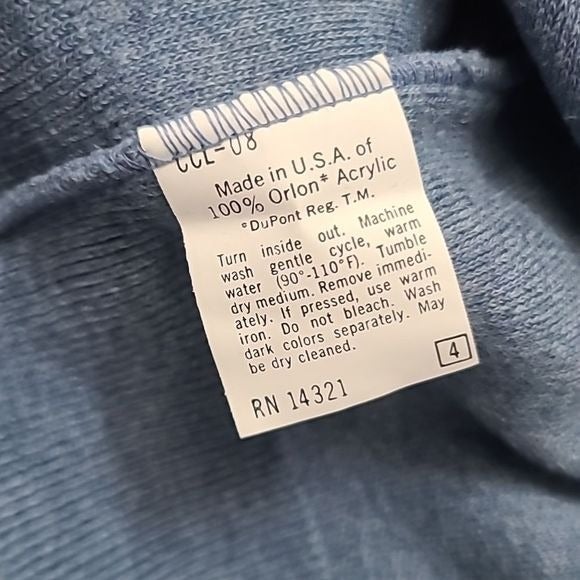 CCL-08
Made in U.S.A. of
100% Orlon* Acrylic
*DuPont Reg. T.M.
Turn inside out. Machine
wash gentle cycle, warm
water (90°-110°F). Tumble
dry medium. Remove immedi-
ately. If pressed, use warm
iron. Do not bleach. Wash
dark colors separately. May
be dry cleaned.
4
RN 14321